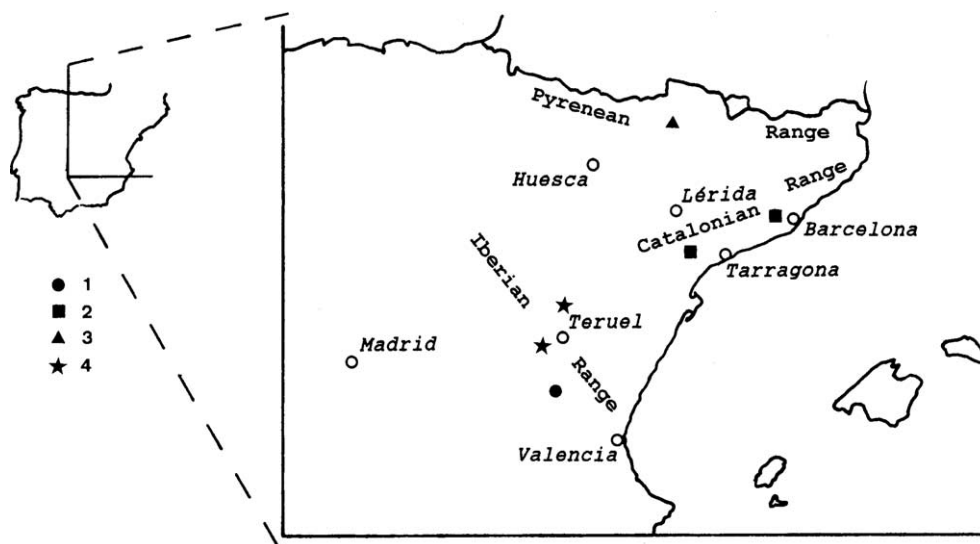 Pyrenean
Range
Huesca
Range
Lérida
Catalonian
Barcelona
Tarragona
Iberian
1
2
3
4
Teruel
Madrid
Range
Valencia